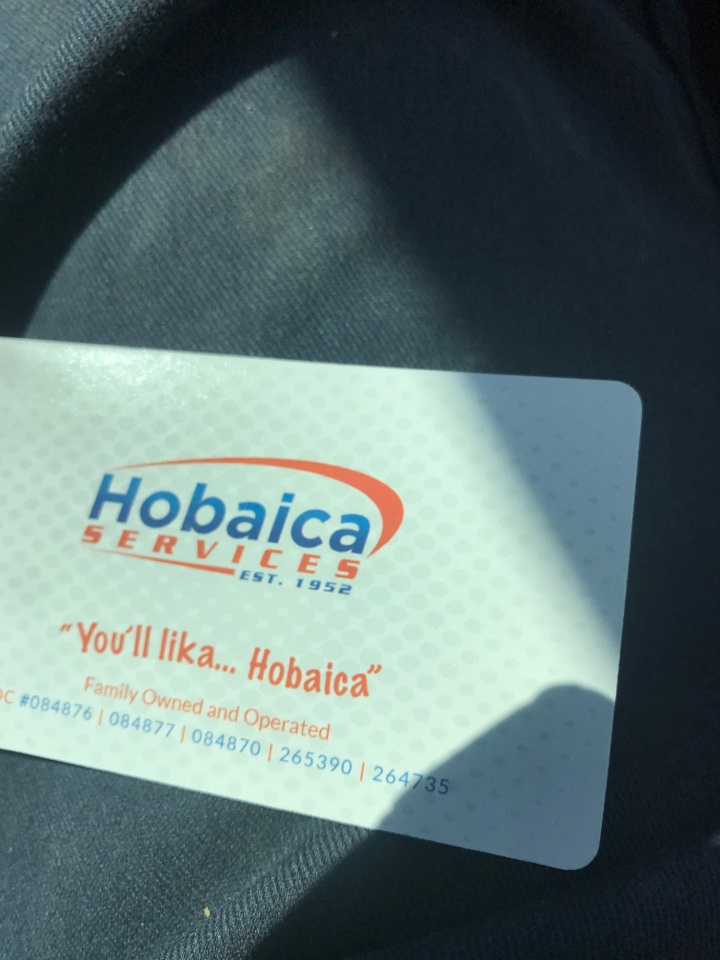 Hobaica
SERVICES
EST. 1952
"You'll lika... Hobaica"
Family Owned and Operated
#084876 | 084877 | 084870 | 265390 | 264735